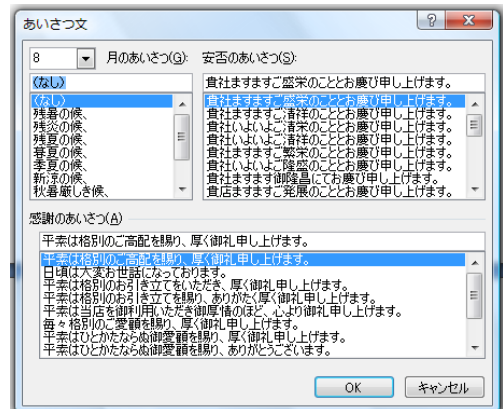 あいさつ文
8 月のあいさつ(G): 安否のあいさつ(S):
(なし)
(なし)
残暑の候、
残炎の候、
残夏の候、
暮夏の候、
季夏の候、
新涼の候、
秋暑厳しき候、
貴社ますますご盛栄のこととお慶び申し上げます。
貴社ますますご盛栄のこととお慶び申し上げます。
貴社ますますご清祥のこととお慶び申し上げます。
貴社いよいよご清栄のこととお慶び申し上げます。
貴社いよいよご清祥のこととお慶び申し上げます。
貴社ますますご繁栄のこととお慶び申し上げます。
貴社いよいよご隆盛のこととお慶び申し上げます。
貴社ますます御隆昌にてお慶び申し上げます。
貴店ますますご発展のこととお慶び申し上げます。
感謝のあいさつ(A)
平素は格別のご高配を賜り、厚く御礼申し上げます。
平素は格別のご高配を賜り、厚く御礼申し上げます。
日頃は大変お世話になっております。
平素は格別のお引き立てをいただき、厚く御礼申し上げます。
平素は格別のお引き立てを賜り、ありがたく厚く御礼申し上げます。
平素は当店を御利用いただき御厚情のほど、心より御礼申し上げます。
毎々格別のご愛顧を賜り、厚く御礼申し上げます。
平素はひとかたならぬ御愛顧を賜り、厚く御礼申し上げます。
平素はひとかたならぬ御愛顧を賜り、ありがとうございます。
OK キャンセル